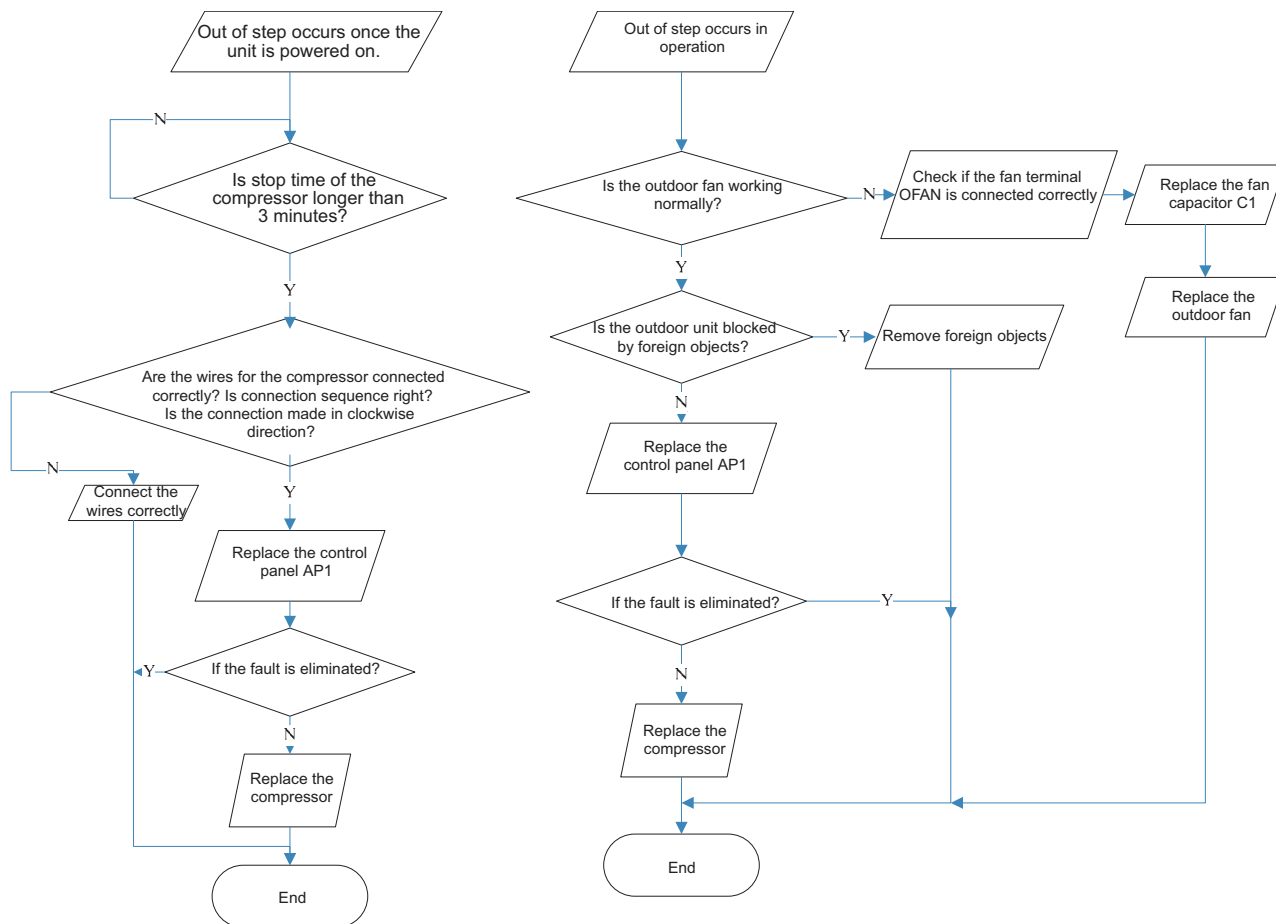 Out of step occurs once the
unit is powered on.
N
Is stop time of the
compressor longer than
3 minutes?
Y
Are the wires for the compressor connected
correctly? Is connection sequence right?
Is the connection made in clockwise
direction?
N
Connect the
wires correctly
Y
Replace the control
panel AP1
If the fault is eliminated?
Y
N
Replace the
compressor
End
Out of step occurs in
operation
Is the outdoor fan working
normally?
N
Check if the fan terminal
OFAN is connected correctly
Replace the fan
capacitor C1
Replace the
outdoor fan
Y
Is the outdoor unit blocked
by foreign objects?
Y
Remove foreign objects
N
Replace the
control panel AP1
If the fault is eliminated?
Y
N
Replace the
compressor
End